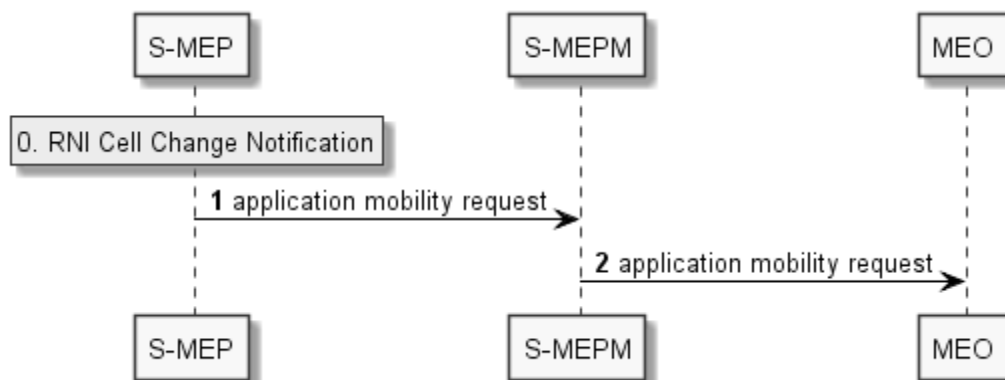 S-MEP
S-MEPM
MEO
0. RNI Cell Change Notification
1 application mobility request
2 application mobility request
S-MEP
S-MEPM
MEO